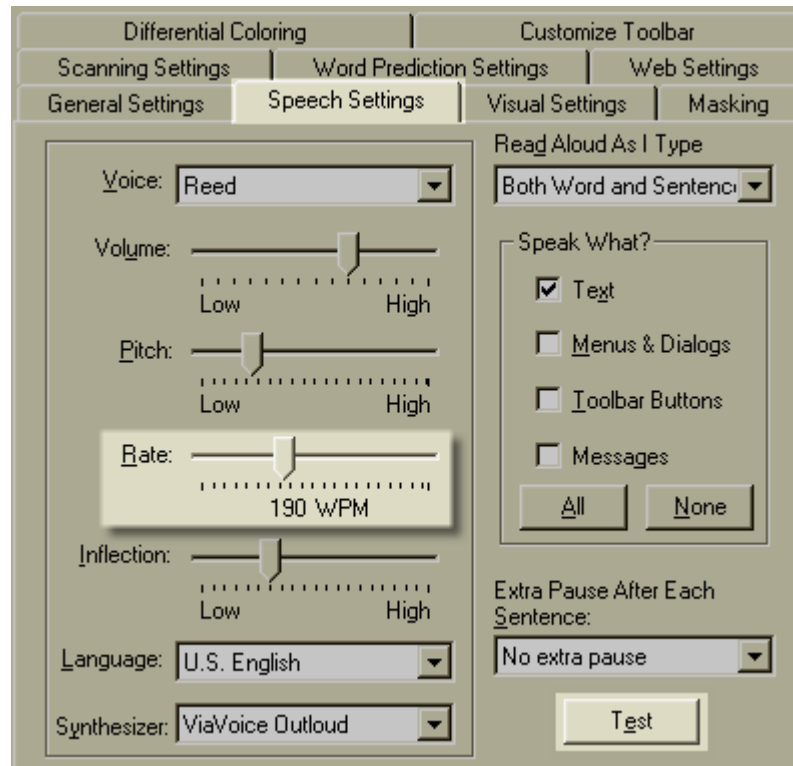 Differential Coloring Customize Toolbar
Scanning Settings Word Prediction Settings Web Settings
General Settings Speech Settings Visual Settings Masking
Voice: Reed
Volume:
Low High
Pitch:
Low High
Rate:
190 WPM
Inflection:
Low High
Language: U.S. English
Synthesizer: ViaVoice Outloud
Read Aloud As I Type
Both Word and Sentenc
Speak What?
Text
Menus & Dialogs
Toolbar Buttons
Messages
All None
Extra Pause After Each
Sentence:
No extra pause
Test